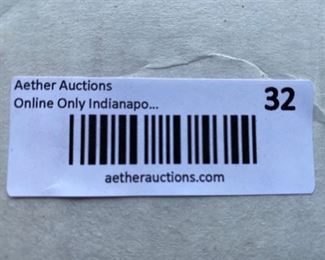 Aether Auctions
Online Only Indianapo... 32
aetherauctions.com